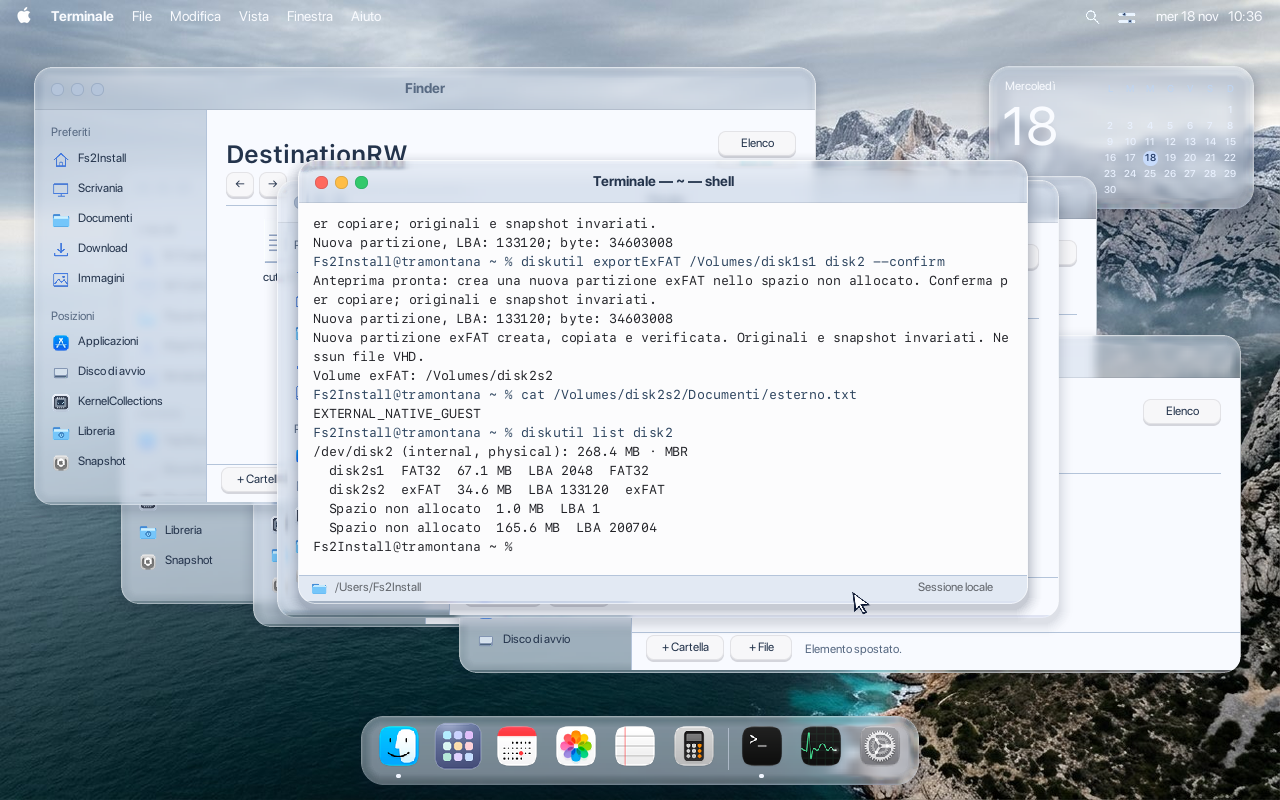 Terminale File Modifica Vista Finestra Aiuto
mer 18 nov 10:36
Finder
Preferiti
Fs2Install
Scrivania
Documenti
Download
Immagini
Posizioni
Applicazioni
Disco di avvio
KernelCollections
Libreria
Snapshot
DestinationRW
Elenco
← →
+ Cartell
Mercoledì
18
1
2 3 4 5 6 7 8
9 10 11 12 13 14 15
16 17 18 19 20 21 22
23 24 25 26 27 28 29
30
Terminale — ~ — shell
er copiare; originali e snapshot invariati.
Nuova partizione, LBA: 133120; byte: 34603008
Fs2Install@tramontana ~ % diskutil exportExFAT /Volumes/disk1s1 disk2 --confirm
Anteprima pronta: crea una nuova partizione exFAT nello spazio non allocato. Conferma p
er copiare; originali e snapshot invariati.
Nuova partizione, LBA: 133120; byte: 34603008
Nuova partizione exFAT creata, copiata e verificata. Originali e snapshot invariati. Ne
ssun file VHD.
Volume exFAT: /Volumes/disk2s2
Fs2Install@tramontana ~ % cat /Volumes/disk2s2/Documenti/esterno.txt
EXTERNAL_NATIVE_GUEST
Fs2Install@tramontana ~ % diskutil list disk2
/dev/disk2 (internal, physical): 268.4 MB · MBR
disk2s1 FAT32 67.1 MB LBA 2048 FAT32
disk2s2 exFAT 34.6 MB LBA 133120 exFAT
Spazio non allocato 1.0 MB LBA 1
Spazio non allocato 165.6 MB LBA 200704
Fs2Install@tramontana ~ %
/Users/Fs2Install
Sessione locale
Elenco
Libreria
Snapshot
Disco di avvio
+ Cartella
+ File
Elemento spostato.